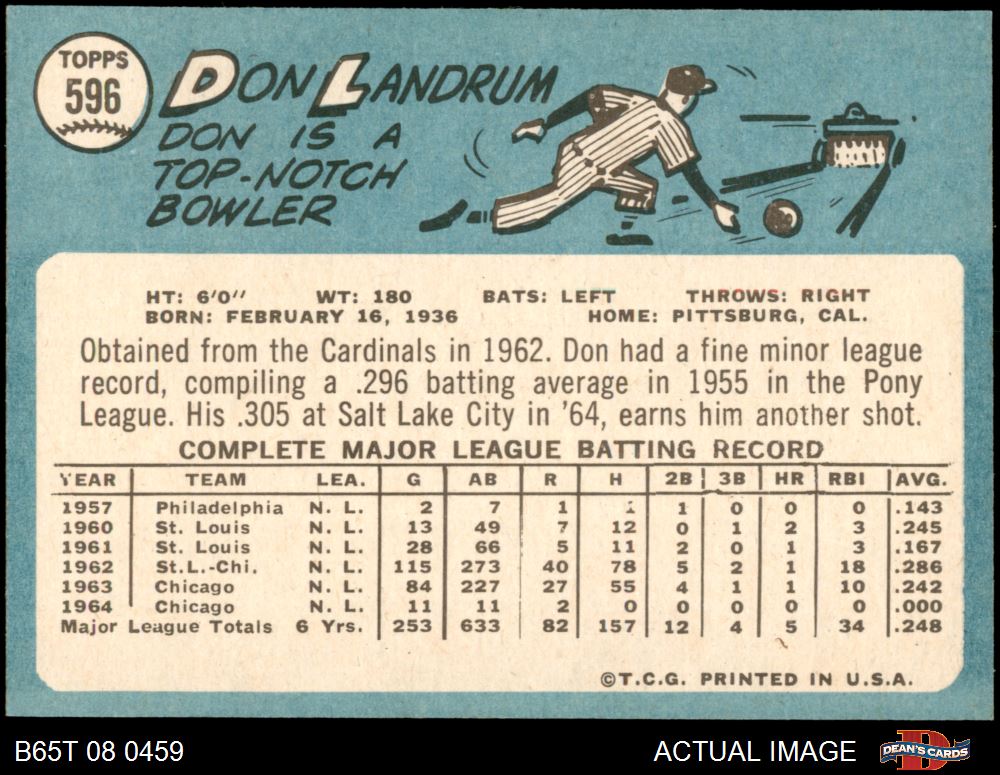 TOPPS
596
DON LANDRUM
DON IS A
TOP-NOTCH
BOWLER
HT: 6'0" WT: 180 BATS: LEFT THROWS: RIGHT
BORN: FEBRUARY 16, 1936 HOME: PITTSBURG, CAL.
Obtained from the Cardinals in 1962. Don had a fine minor league
record, compiling a .296 batting average in 1955 in the Pony
League. His .305 at Salt Lake City in '64, earns him another shot.
COMPLETE MAJOR LEAGUE BATTING RECORD
YEAR TEAM LEA. G AB R H 2B 3B HR RBI AVG.
1957 Philadelphia N. L. 2 7 1 1 1 0 0 0 .143
1960 St. Louis N. L. 13 49 7 12 0 1 2 3 .245
1961 St. Louis N. L. 28 66 5 11 2 0 1 3 .167
1962 St.L.-Chi. N. L. 115 273 40 78 5 2 1 18 .286
1963 Chicago N. L. 84 227 27 55 4 1 1 10 .242
1964 Chicago N. L. 11 11 2 0 0 0 0 0 .000
Major League Totals 6 Yrs. 253 633 82 157 12 4 5 34 .248
©T.C.G. PRINTED IN U.S.A.
B65T 08 0459 ACTUAL IMAGE DEAN'S CARDS